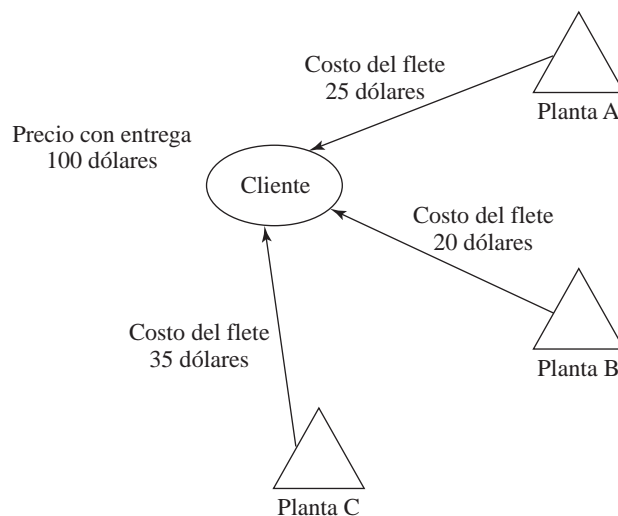 Costo del flete
25 dólares
Planta A
Precio con entrega
100 dólares
Cliente
Costo del flete
20 dólares
Planta B
Costo del flete
35 dólares
Planta C